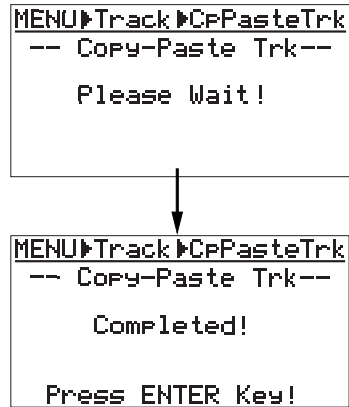 MENU▶Track▶CpPasteTrk
-- Copy-Paste Trk--
Please Wait!
MENU▶Track▶CpPasteTrk
-- Copy-Paste Trk--
Completed!
Press ENTER Key!